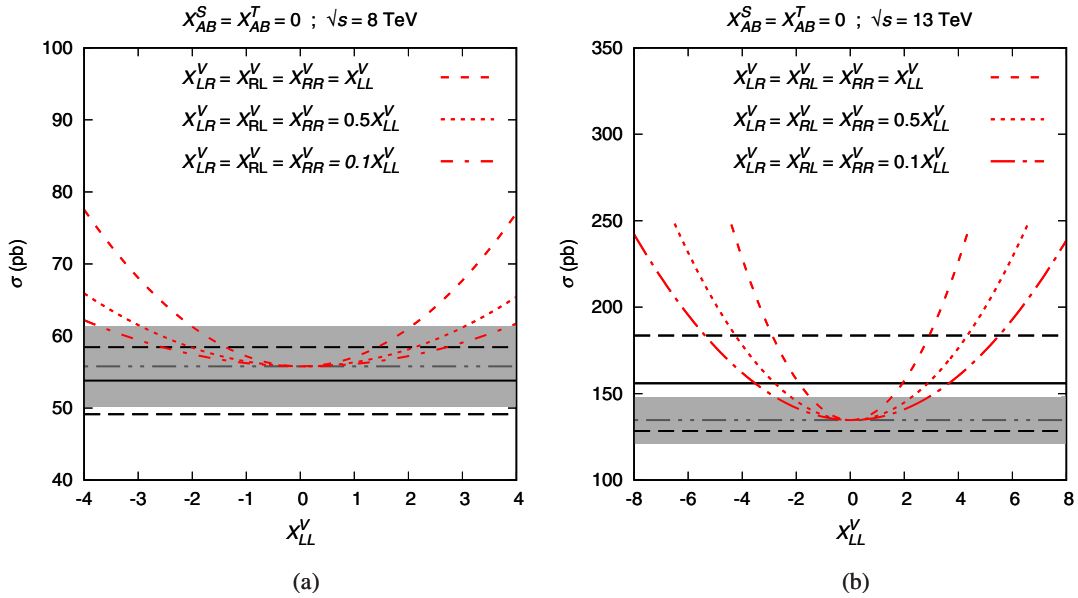 X^S_AB = X^T_AB = 0 ; √s = 8 TeV
100
90
80
70
60
50
40
σ (pb)
X^V_LR = X^V_RL = X^V_RR = X^V_LL
X^V_LR = X^V_RL = X^V_RR = 0.5X^V_LL
X^V_LR = X^V_RL = X^V_RR = 0.1X^V_LL
-4 -3 -2 -1 0 1 2 3 4
X^V_LL
(a)
X^S_AB = X^T_AB = 0 ; √s = 13 TeV
350
300
250
200
150
100
σ (pb)
X^V_LR = X^V_RL = X^V_RR = X^V_LL
X^V_LR = X^V_RL = X^V_RR = 0.5X^V_LL
X^V_LR = X^V_RL = X^V_RR = 0.1X^V_LL
-8 -6 -4 -2 0 2 4 6 8
X^V_LL
(b)